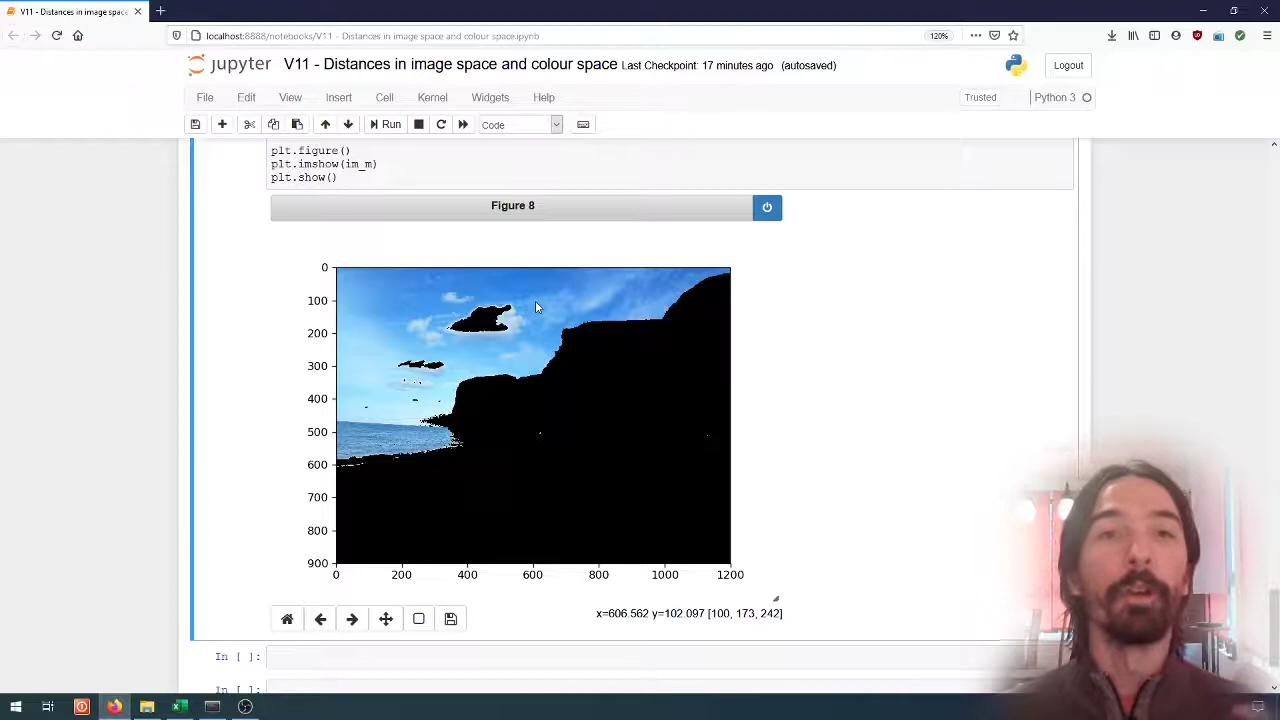 V11 - Distances in image space
localhost:8888/notebooks/V11 - Distances in image space and colour space.ipynb
120%
jupyter V11 - Distances in image space and colour space Last Checkpoint: 17 minutes ago (autosaved)
Logout
File Edit View Insert Cell Kernel Widgets Help
Trusted
Python 3
Run
Code
plt.figure()
plt.imshow(im_m)
plt.show()
Figure 8
0
100
200
300
400
500
600
700
800
900
0 200 400 600 800 1000 1200
x=606.562 y=102.097 [100, 173, 242]
In [ ]:
In [ ]: